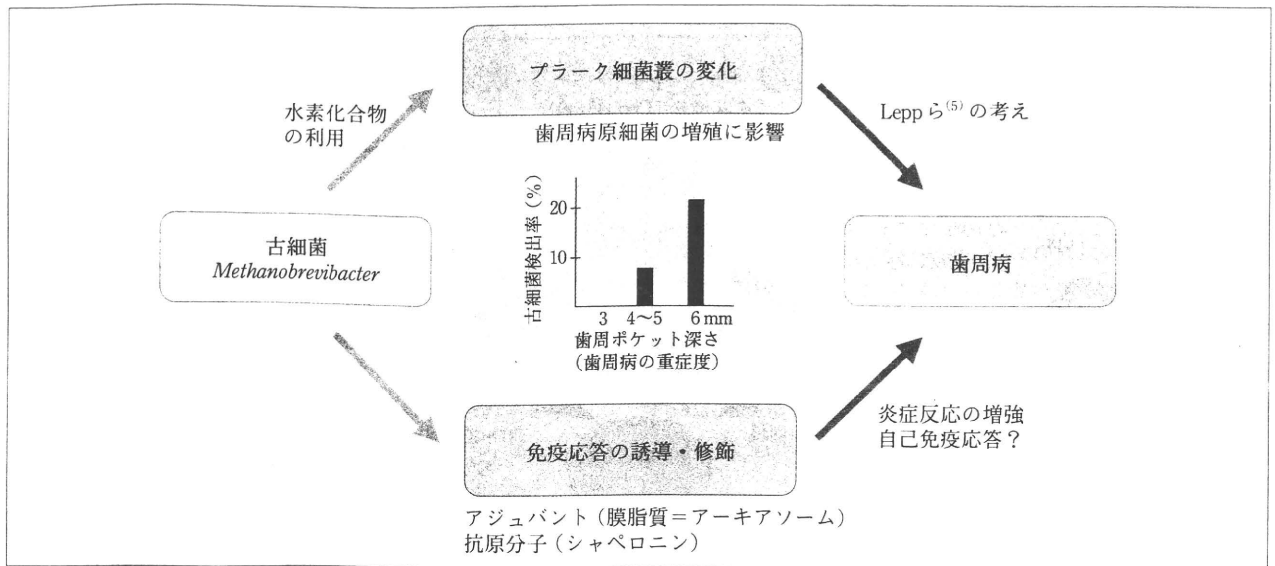 プラーク細菌叢の変化
水素化合物
の利用
Leppら(5)の考え
歯周病原細菌の増殖に影響
古細菌
Methanobrevibacter
古細菌検出率(%)
20
10
3 4〜5 6mm
歯周ポケット深さ
(歯周病の重症度)
歯周病
免疫応答の誘導・修飾
炎症反応の増強
自己免疫応答?
アジュバント(膜脂質=アーキアソーム)
抗原分子(シャペロニン)